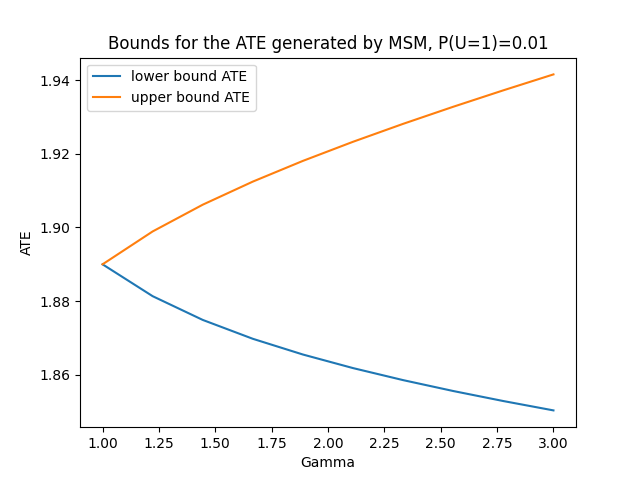 Bounds for the ATE generated by MSM, P(U=1)=0.01
lower bound ATE
upper bound ATE
1.94
1.92
1.90
1.88
1.86
ATE
1.00 1.25 1.50 1.75 2.00 2.25 2.50 2.75 3.00
Gamma